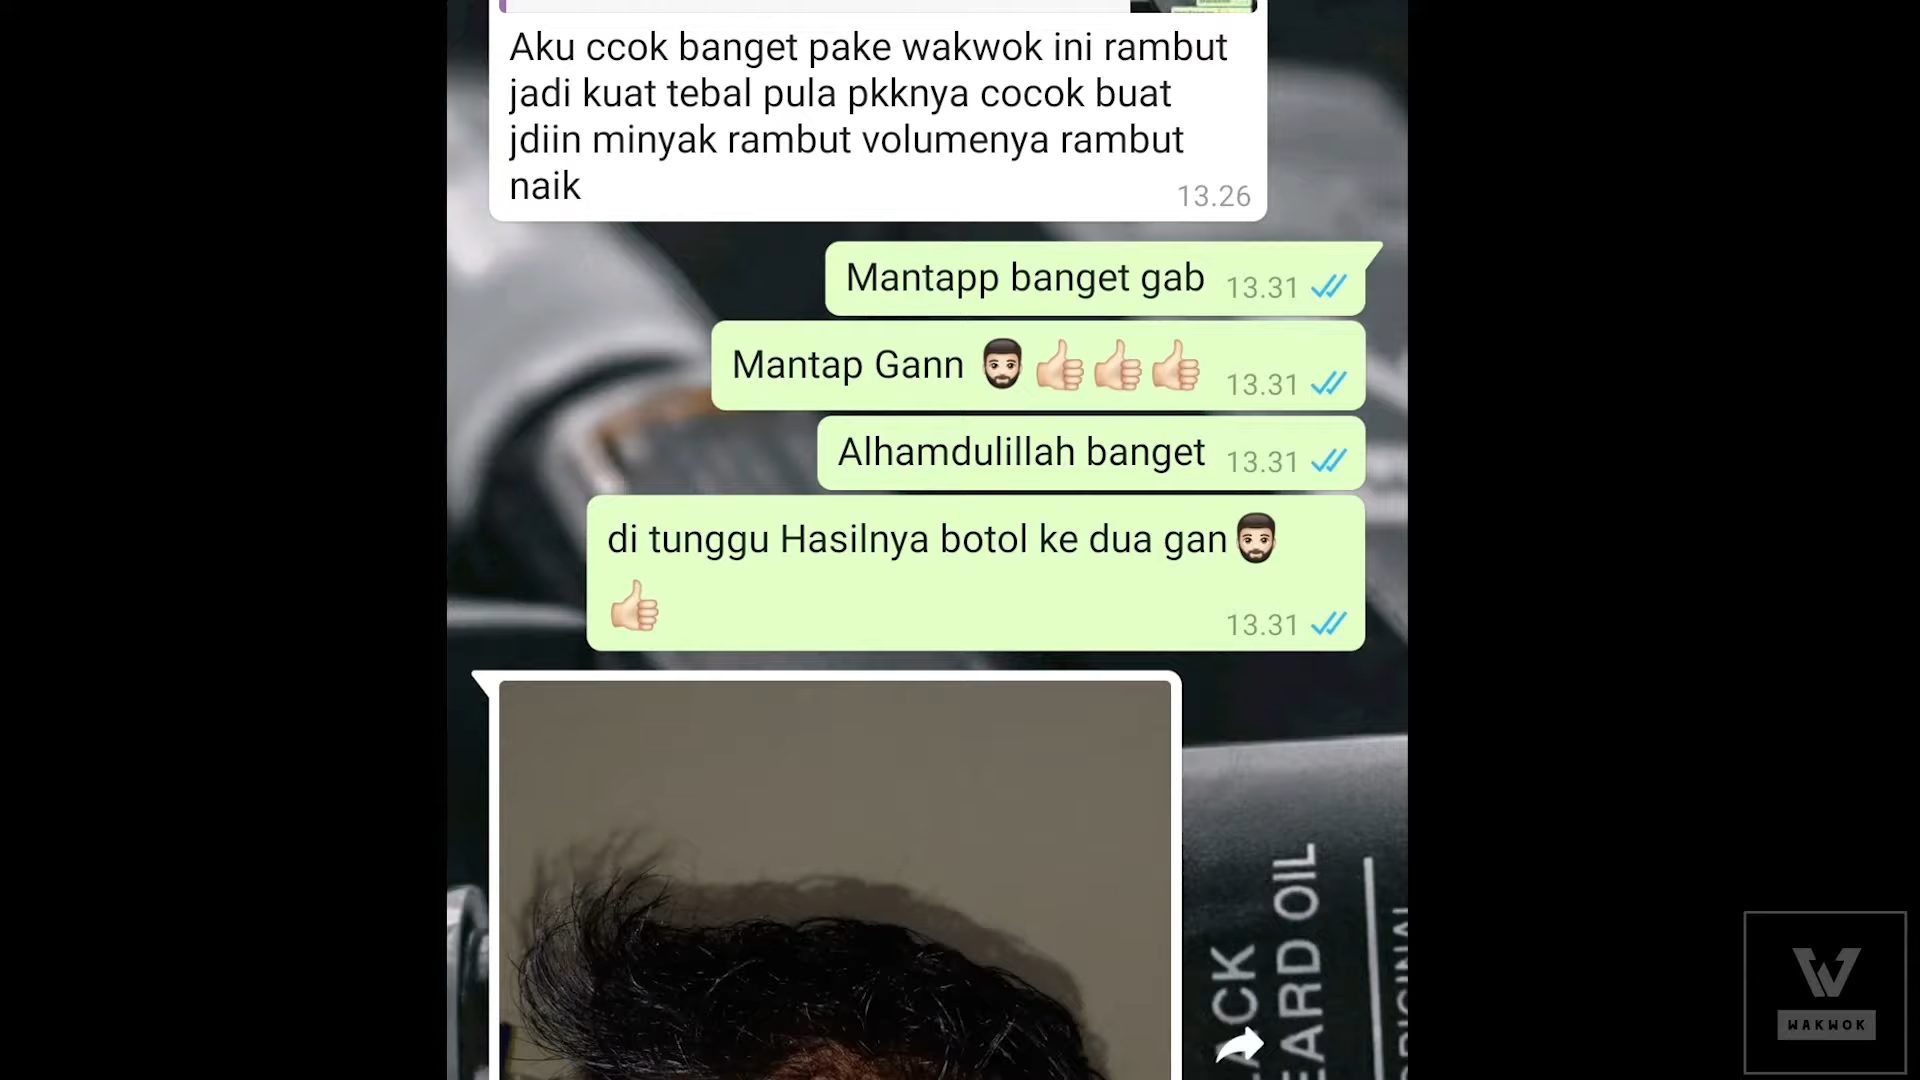 Aku ccok banget pake wakwok ini rambut
jadi kuat tebal pula pkknya cocok buat
jdiin minyak rambut volumenya rambut
naik
13.26
Mantapp banget gab 13.31
Mantap Gann 🧔🏻👍🏻👍🏻👍🏻 13.31
Alhamdulillah banget 13.31
di tunggu Hasilnya botol ke dua gan🧔🏻
👍🏻 13.31
ACK
EARD OIL
WAKWOK